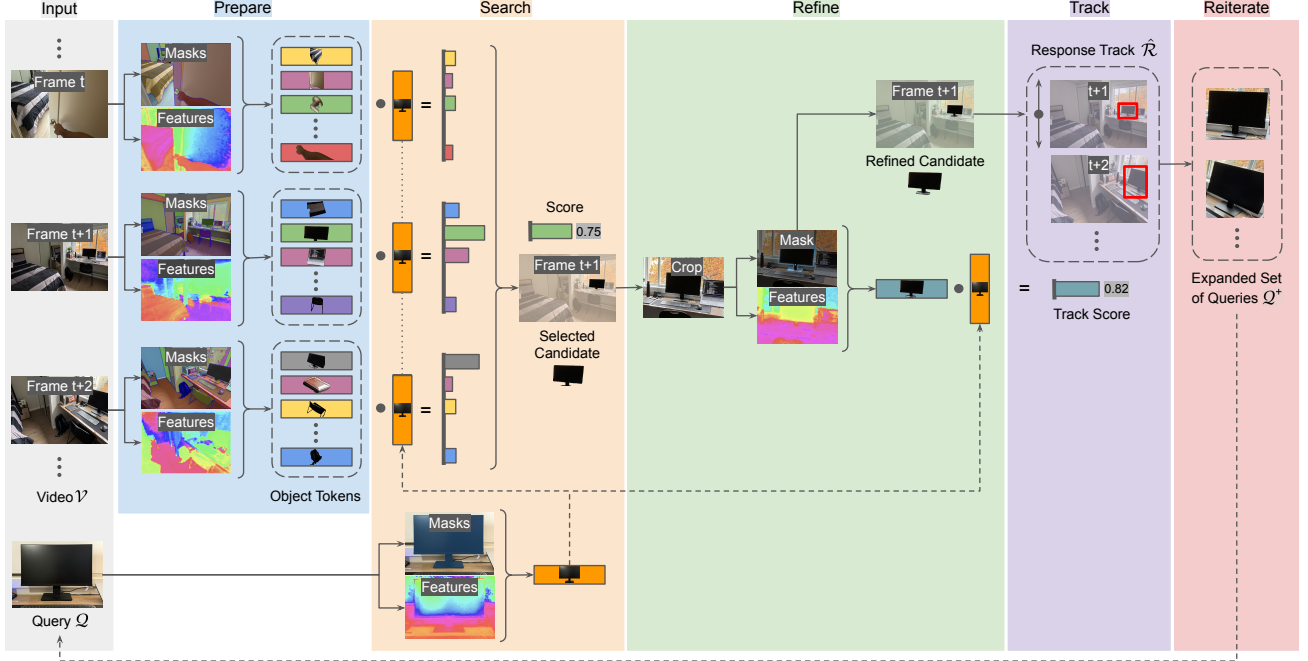 Input
Prepare
Search
Refine
Track
Reiterate
Frame t
Masks
Features
Frame t+1
Masks
Features
Frame t+2
Masks
Features
Video 𝒱
Object Tokens
Query 𝒬
=
=
=
Masks
Features
Score
0.75
Frame t+1
Selected
Candidate
Crop
Mask
Features
Frame t+1
Refined Candidate
=
Response Track ℛ̂
t+1
t+2
0.82
Track Score
Expanded Set
of Queries 𝒬⁺